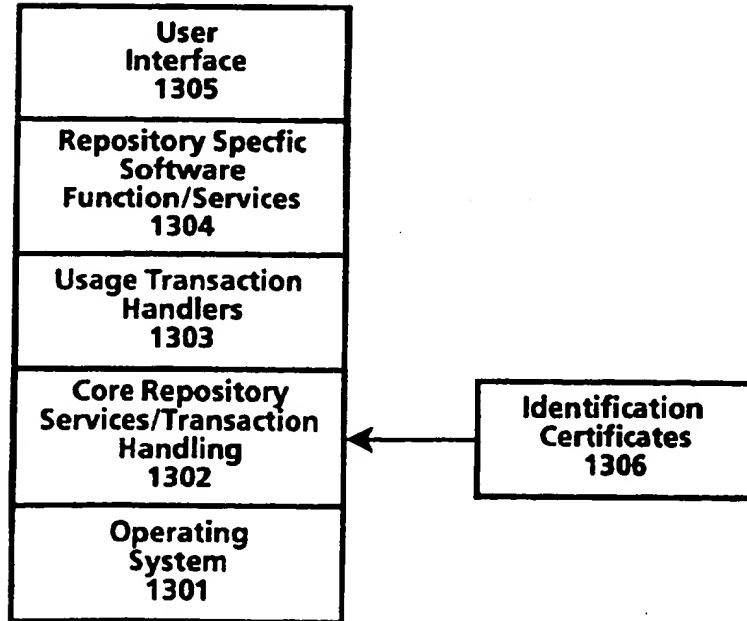 User
Interface
1305
Repository Specfic
Software
Function/Services
1304
Usage Transaction
Handlers
1303
Core Repository
Services/Transaction
Handling
1302
Identification
Certificates
1306
Operating
System
1301